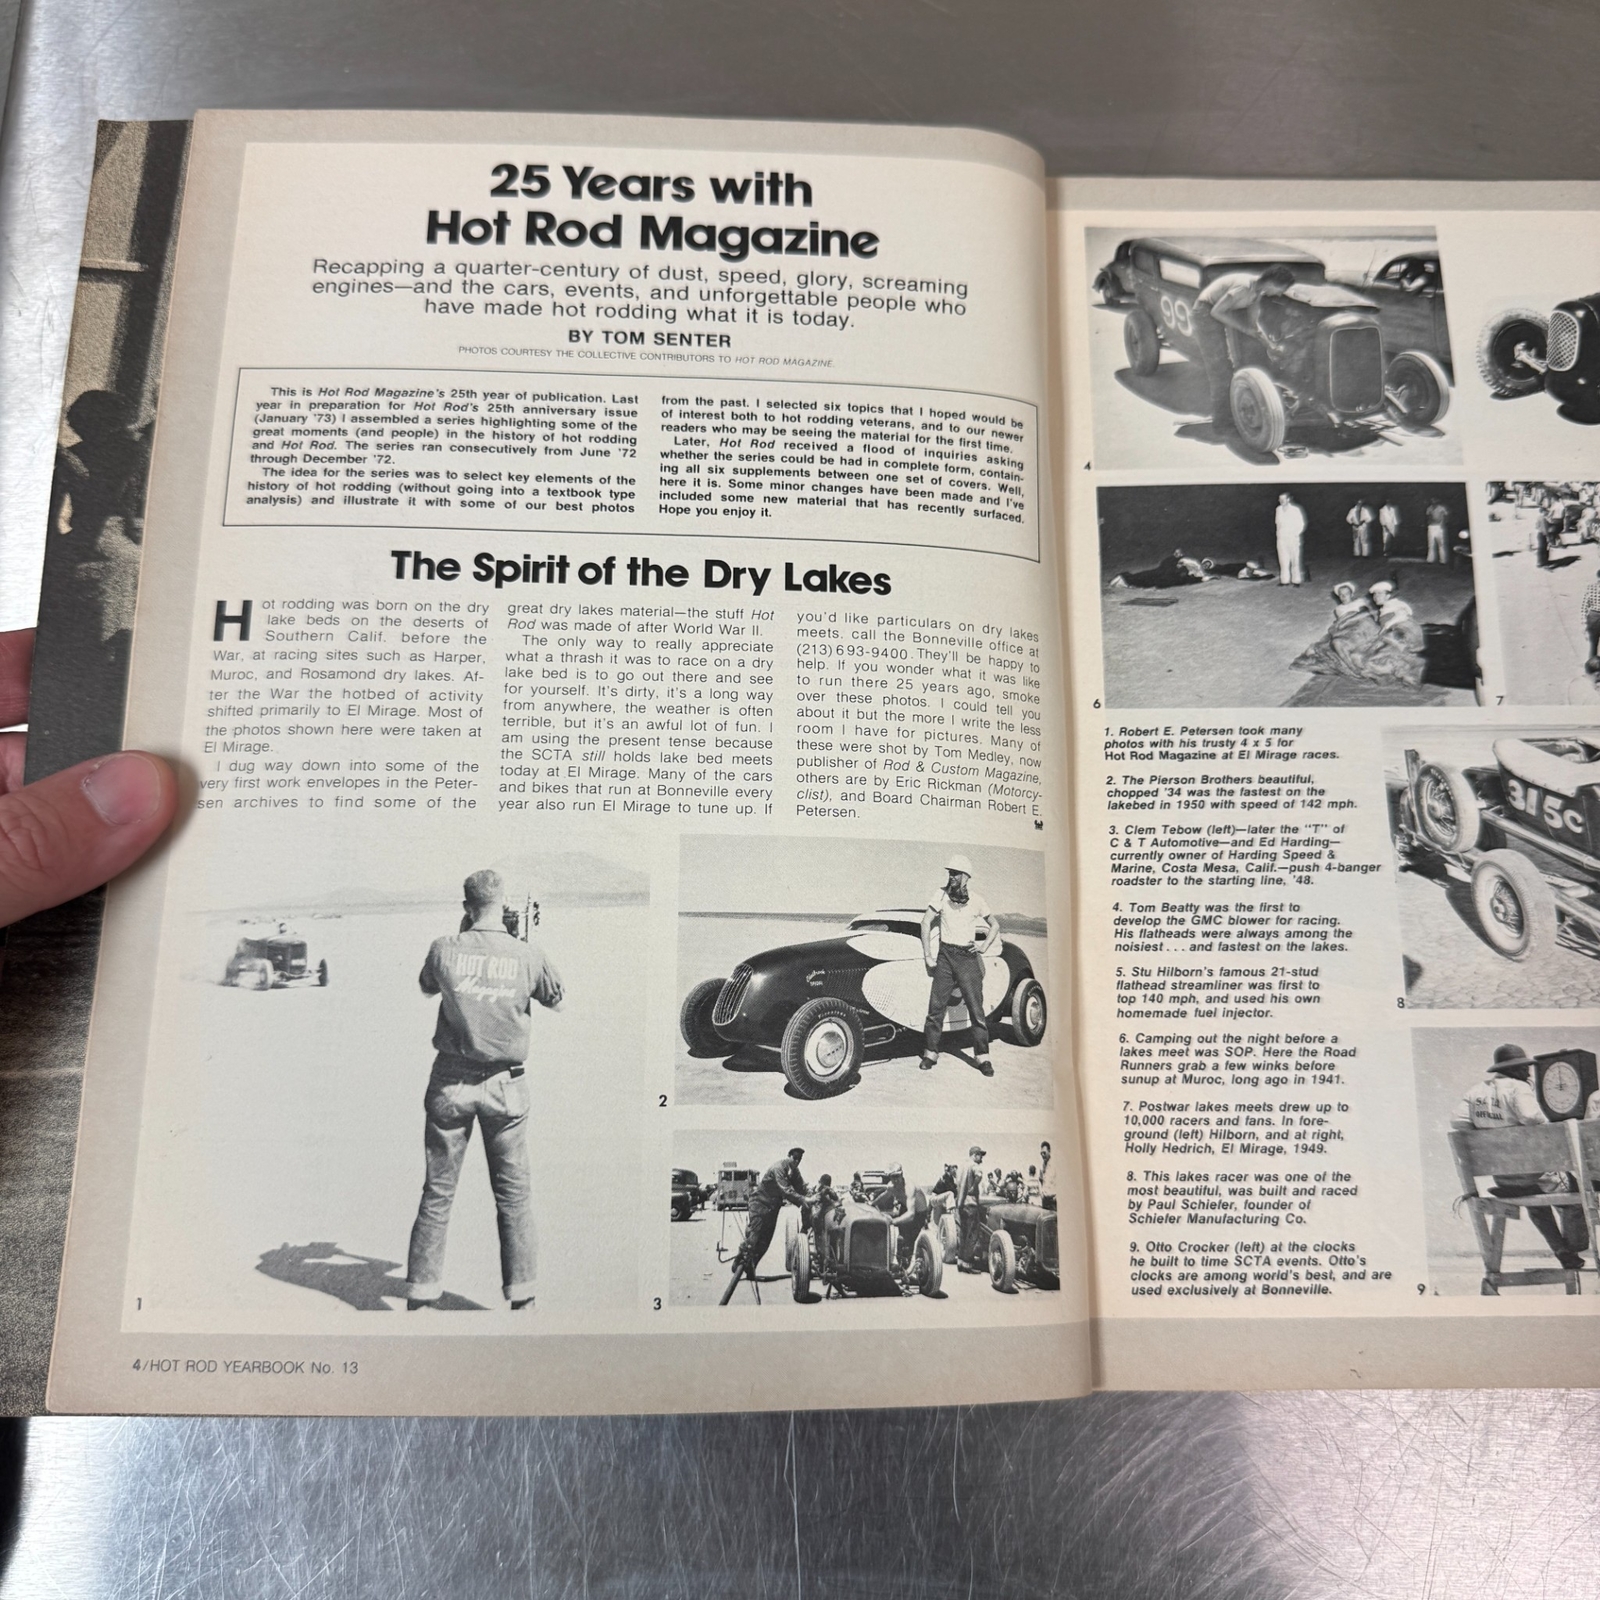 25 Years with
Hot Rod Magazine
Recapping a quarter-century of dust, speed, glory, screaming
engines—and the cars, events, and unforgettable people who
have made hot rodding what it is today.
BY TOM SENTER
PHOTOS COURTESY THE COLLECTIVE CONTRIBUTORS TO HOT ROD MAGAZINE.
This is Hot Rod Magazine's 25th year of publication. Last
year in preparation for Hot Rod's 25th anniversary issue
(January '73) I assembled a series highlighting some of the
great moments (and people) in the history of hot rodding
and Hot Rod. The series ran consecutively from June '72
through December '72.
The idea for the series was to select key elements of the
history of hot rodding (without going into a textbook type
analysis) and illustrate it with some of our best photos
from the past. I selected six topics that I hoped would be
of interest both to hot rodding veterans, and to our newer
readers who may be seeing the material for the first time.
Later, Hot Rod received a flood of inquiries asking
whether the series could be had in complete form, contain-
ing all six supplements between one set of covers. Well,
here it is. Some minor changes have been made and I've
included some new material that has recently surfaced.
Hope you enjoy it.
The Spirit of the Dry Lakes
Hot rodding was born on the dry
lake beds on the deserts of
Southern Calif. before the
War, at racing sites such as Harper,
Muroc, and Rosamond dry lakes. Af-
ter the War the hotbed of activity
shifted primarily to El Mirage. Most of
the photos shown here were taken at
El Mirage.
I dug way down into some of the
very first work envelopes in the Peter-
sen archives to find some of the
great dry lakes material—the stuff Hot
Rod was made of after World War II.
The only way to really appreciate
what a thrash it was to race on a dry
lake bed is to go out there and see
for yourself. It's dirty, it's a long way
from anywhere, the weather is often
terrible, but it's an awful lot of fun. I
am using the present tense because
the SCTA still holds lake bed meets
today at El Mirage. Many of the cars
and bikes that run at Bonneville every
year also run El Mirage to tune up. If
you'd like particulars on dry lakes
meets, call the Bonneville office at
(213) 693-9400. They'll be happy to
help. If you wonder what it was like
to run there 25 years ago, smoke
over these photos. I could tell you
about it but the more I write the less
room I have for pictures. Many of
these were shot by Tom Medley, now
publisher of Rod & Custom Magazine,
others are by Eric Rickman (Motorcy-
clist), and Board Chairman Robert E.
Petersen.
HOT ROD
Magazine
1
2
3
4/HOT ROD YEARBOOK No. 13
99
4
6
7
1. Robert E. Petersen took many
photos with his trusty 4 x 5 for
Hot Rod Magazine at El Mirage races.
2. The Pierson Brothers beautiful,
chopped '34 was the fastest on the
lakebed in 1950 with speed of 142 mph.
3. Clem Tebow (left)—later the "T" of
C & T Automotive—and Ed Harding—
currently owner of Harding Speed &
Marine, Costa Mesa, Calif.—push 4-banger
roadster to the starting line, '48.
4. Tom Beatty was the first to
develop the GMC blower for racing.
His flatheads were always among the
noisiest . . . and fastest on the lakes.
5. Stu Hilborn's famous 21-stud
flathead streamliner was first to
top 140 mph, and used his own
homemade fuel injector.
6. Camping out the night before a
lakes meet was SOP. Here the Road
Runners grab a few winks before
sunup at Muroc, long ago in 1941.
7. Postwar lakes meets drew up to
10,000 racers and fans. In fore-
ground (left) Hilborn, and at right,
Holly Hedrich, El Mirage, 1949.
8. This lakes racer was one of the
most beautiful, was built and raced
by Paul Schiefer, founder of
Schiefer Manufacturing Co.
9. Otto Crocker (left) at the clocks
he built to time SCTA events. Otto's
clocks are among world's best, and are
used exclusively at Bonneville.
315C
8
OFFICIAL
9